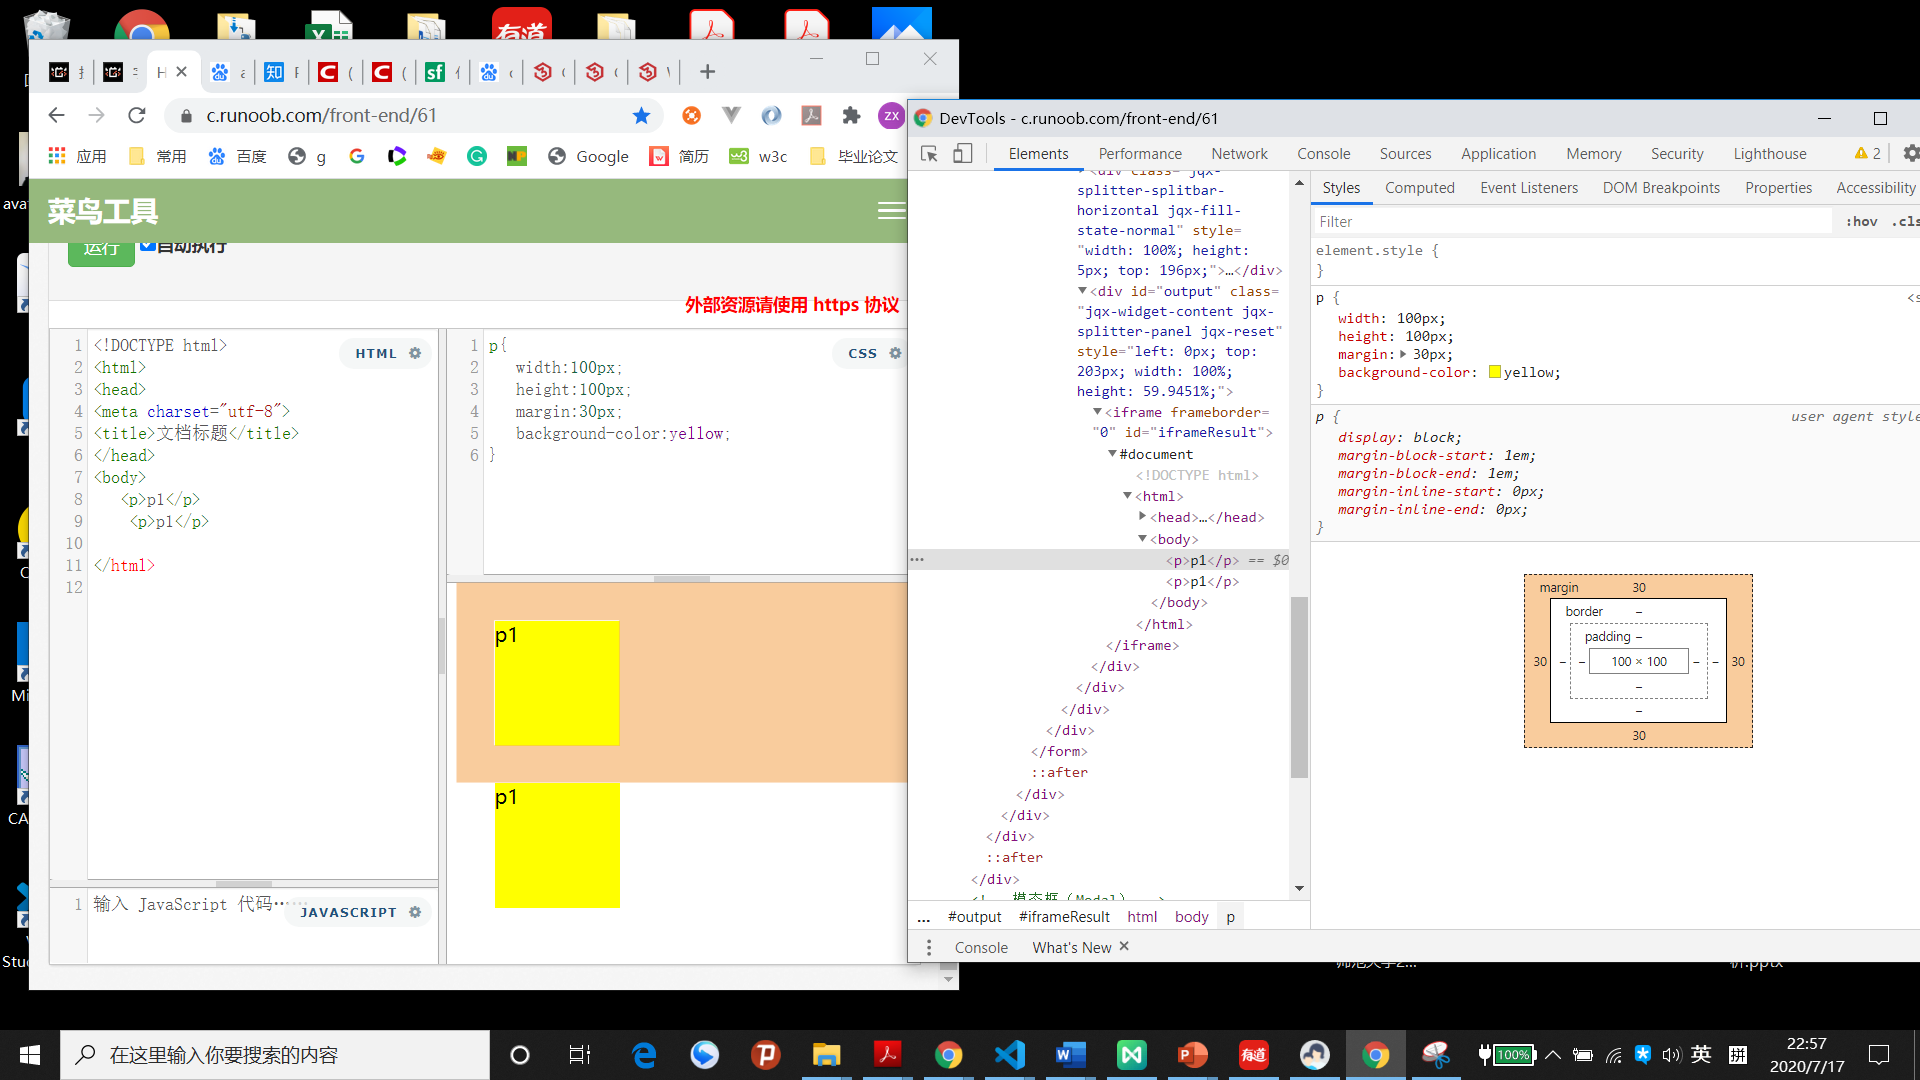 H
c.runoob.com/front-end/61
ZX
应用
常用
百度
g
Google
简历
w3c
毕业论文
菜鸟工具
运行
自动执行
外部资源请使用 https 协议
HTML
1 <!DOCTYPE html>
2 <html>
3 <head>
4 <meta charset="utf-8">
5 <title>文档标题</title>
6 </head>
7 <body>
8 <p>p1</p>
9 <p>p1</p>
10
11 </html>
12
CSS
1 p{
2 width:100px;
3 height:100px;
4 margin:30px;
5 background-color:yellow;
6 }
p1
p1
1 输入 JavaScript 代码······
JAVASCRIPT
DevTools - c.runoob.com/front-end/61
Elements Performance Network Console Sources Application Memory Security Lighthouse 2
<div class="jqx-
splitter-splitbar-
horizontal jqx-fill-
state-normal" style=
"width: 100%; height:
5px; top: 196px;">…</div>
<div id="output" class=
"jqx-widget-content jqx-
splitter-panel jqx-reset"
style="left: 0px; top:
203px; width: 100%;
height: 59.9451%;">
<iframe frameborder=
"0" id="iframeResult">
#document
<!DOCTYPE html>
<html>
<head>…</head>
<body>
<p>p1</p> == $0
<p>p1</p>
</body>
</html>
</iframe>
</div>
</div>
</div>
</div>
</form>
::after
</div>
</div>
</div>
::after
</div>
<!-- 模态框（Modal） -->
... #output #iframeResult html body p
Console What's New
Styles Computed Event Listeners DOM Breakpoints Properties Accessibility
Filter :hov .cls
element.style {
}
p {
width: 100px;
height: 100px;
margin: 30px;
background-color: yellow;
}
p { user agent style
display: block;
margin-block-start: 1em;
margin-block-end: 1em;
margin-inline-start: 0px;
margin-inline-end: 0px;
}
margin 30
border –
padding –
30 – – 100 × 100 – – 30
–
–
30
在这里输入你要搜索的内容
100%
英
拼
22:57
2020/7/17